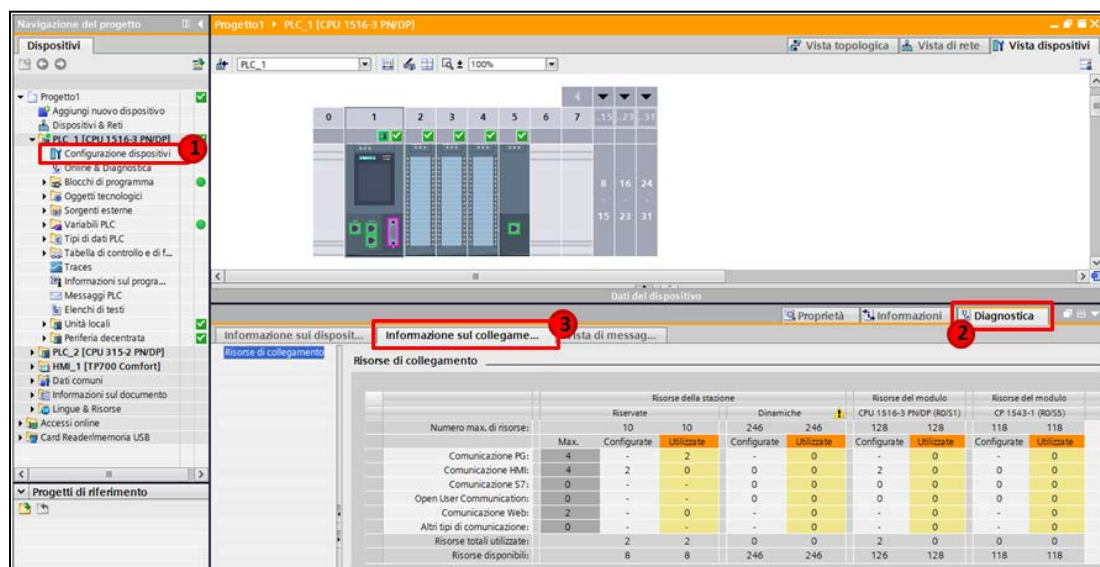 Navigazione del progetto
Progetto1 ▸ PLC_1 [CPU 1516-3 PN/DP]
Dispositivi
Vista topologica Vista di rete Vista dispositivi
PLC_1 100%
Progetto1
Aggiungi nuovo dispositivo
Dispositivi & Reti
PLC_1 [CPU 1516-3 PN/DP]
Configurazione dispositivi
1
Online & Diagnostica
Blocchi di programma
Oggetti tecnologici
Sorgenti esterne
Variabili PLC
Tipi di dati PLC
Tabella di controllo e di f...
Traces
Informazioni sul progra...
Messaggi PLC
Elenchi di testi
Unità locali
Periferia decentrata
PLC_2 [CPU 315-2 PN/DP]
HMI_1 [TP700 Comfort]
Dati comuni
Informazioni sul documento
Lingue & Risorse
Accessi online
Card Reader/memoria USB
Progetti di riferimento
0 1 2 3 4 5 6 7 ..15 ..23 ..31
8 16 24
- - -
15 23 31
Dati del dispositivo
Proprietà Informazioni Diagnostica
2
Informazione sui disposit... Informazione sul collegame... ista di messag...
3
Risorse di collegamento
Risorse di collegamento
Risorse della stazione Risorse del modulo Risorse del modulo
Riservate Dinamiche CPU 1516-3 PN/DP (R0/S1) CP 1543-1 (R0/S5)
Numero max. di risorse: 10 10 246 246 128 128 118 118
Max. Configurate Utilizzate Configurate Utilizzate Configurate Utilizzate Configurate Utilizzate
Comunicazione PG: 4 - 2 - 0 - 0 - 0
Comunicazione HMI: 4 2 0 0 0 2 0 0 0
Comunicazione S7: 0 - - 0 0 0 0 0 0
Open User Communication: 0 - - 0 0 0 0 0 0
Comunicazione Web: 2 - 0 - 0 - 0 - 0
Altri tipi di comunicazione: 0 - - - 0 - 0 - 0
Risorse totali utilizzate: 2 2 0 0 2 0 0 0
Risorse disponibili: 8 8 246 246 126 128 118 118